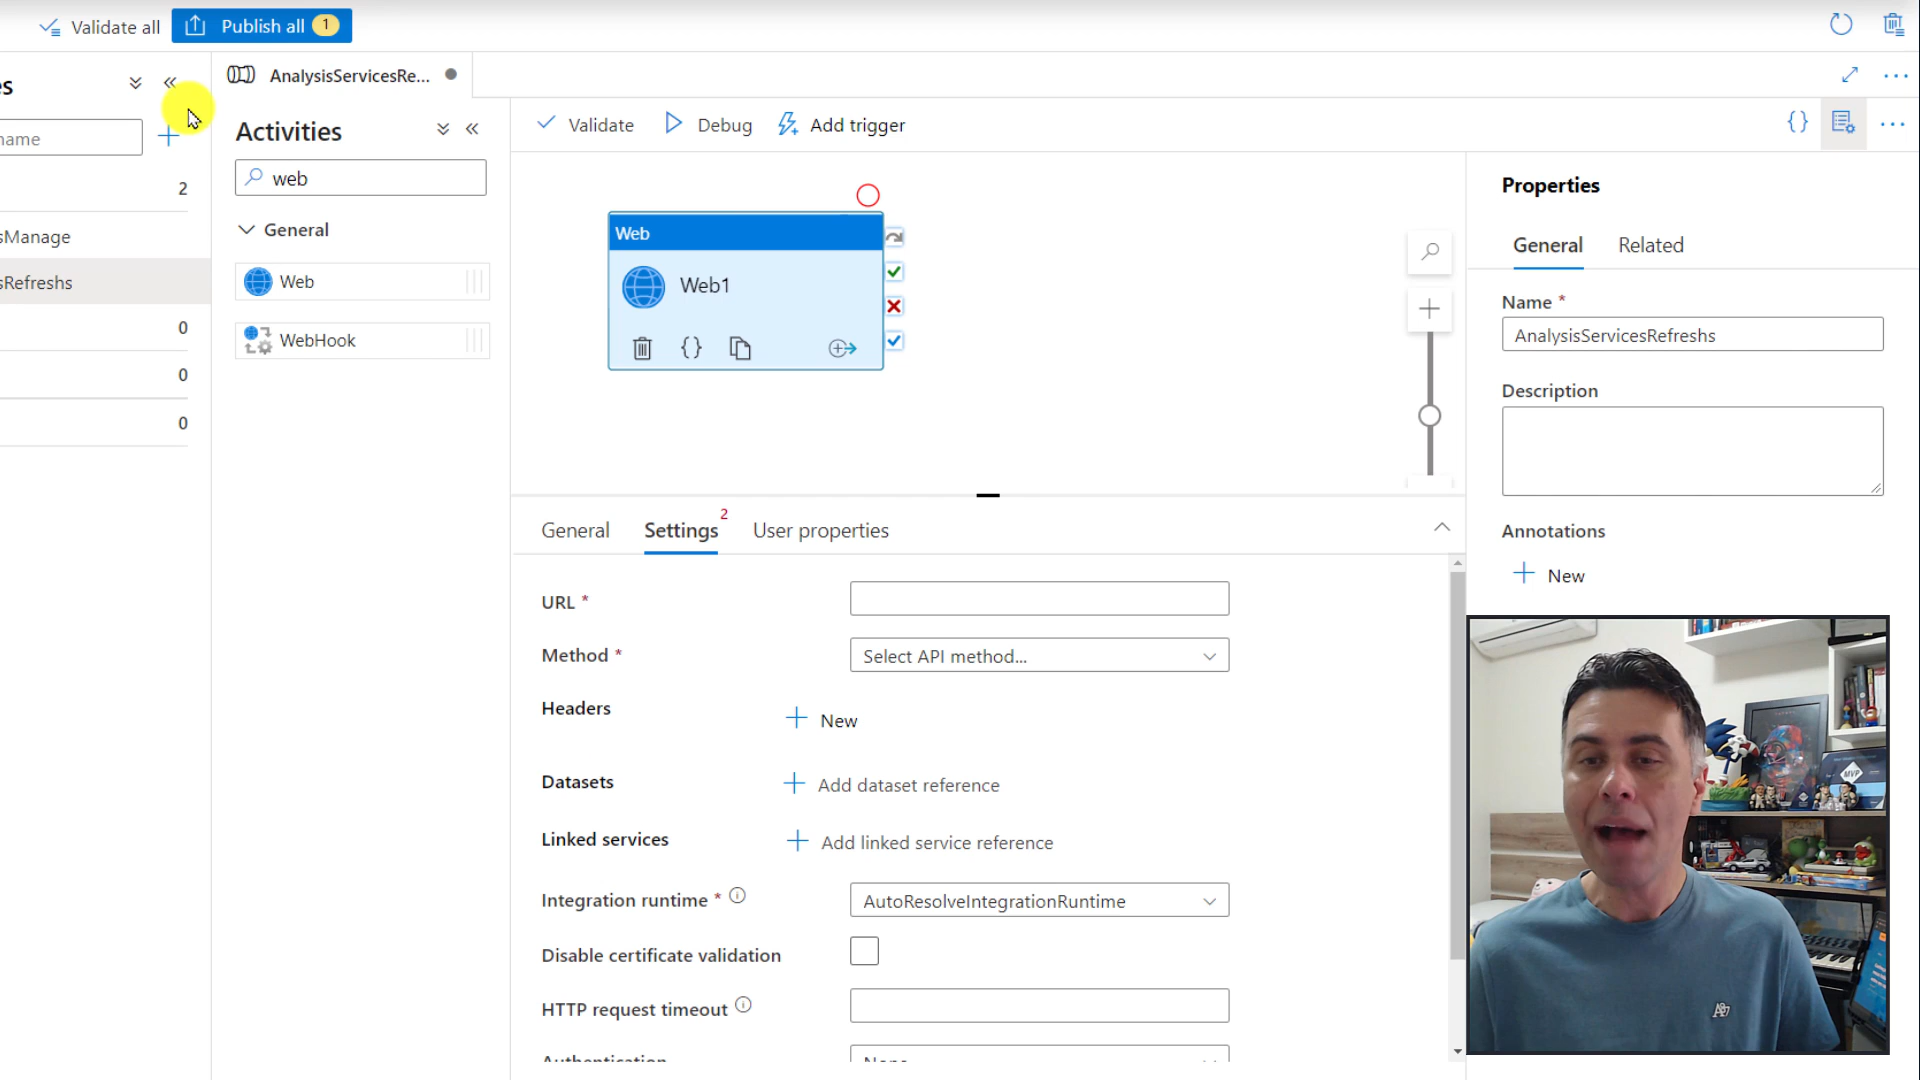 Validate all
Publish all 1
AnalysisServicesRe...
Activities
name
Validate
Debug
Add trigger
web
2
General
sManage
Web
sRefreshs
0
WebHook
0
0
Web
Web1
Properties
General
Related
Name *
AnalysisServicesRefreshs
Description
Annotations
New
General
Settings 2
User properties
URL *
Method *
Select API method...
Headers
New
Datasets
Add dataset reference
Linked services
Add linked service reference
Integration runtime *
AutoResolveIntegrationRuntime
Disable certificate validation
HTTP request timeout
MVP